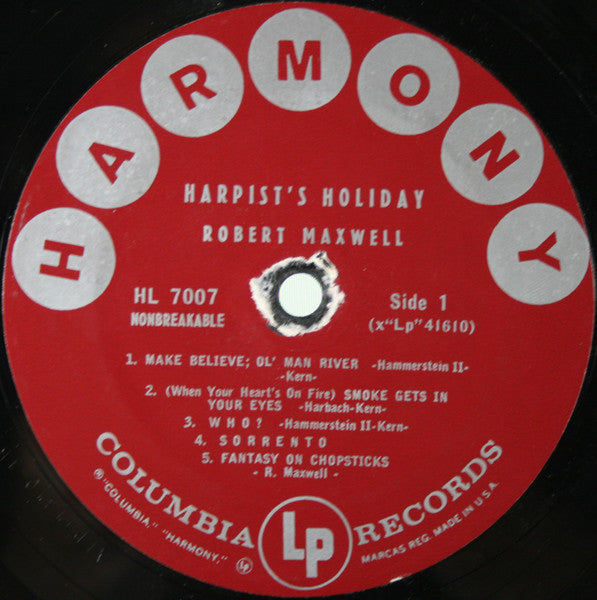 HARMONY
HARPIST'S HOLIDAY
ROBERT MAXWELL
HL 7007
NONBREAKABLE
Side 1
(x"Lp" 41610)
1. MAKE BELIEVE; OL' MAN RIVER -Hammerstein II-
-Kern-
2. (When Your Heart's On Fire) SMOKE GETS IN
YOUR EYES -Harbach-Kern-
3. WHO? -Hammerstein II-Kern-
4. SORRENTO
5. FANTASY ON CHOPSTICKS
- R. Maxwell -
COLUMBIA LP RECORDS
® "COLUMBIA," "HARMONY," LP
MARCAS REG. MADE IN U.S.A.